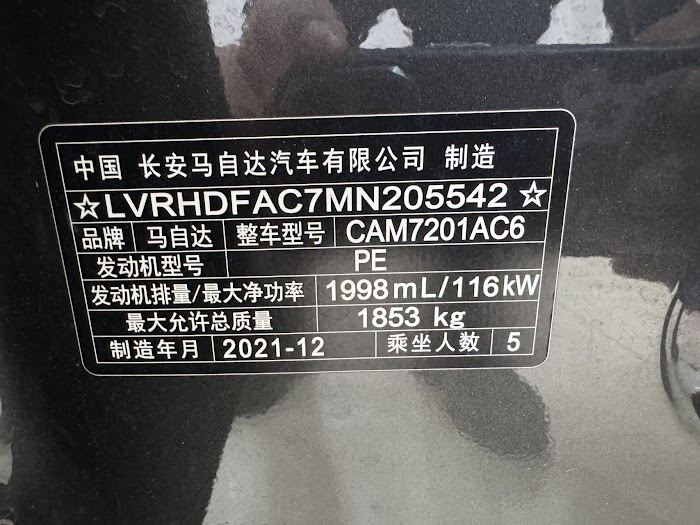 中国 长安马自达汽车有限公司 制造
☆LVRHDFAC7MN205542☆
品牌 马自达 整车型号 CAM7201AC6
发动机型号 PE
发动机排量/最大净功率 1998mL/116kW
最大允许总质量 1853 kg
制造年月 2021-12 乘坐人数 5